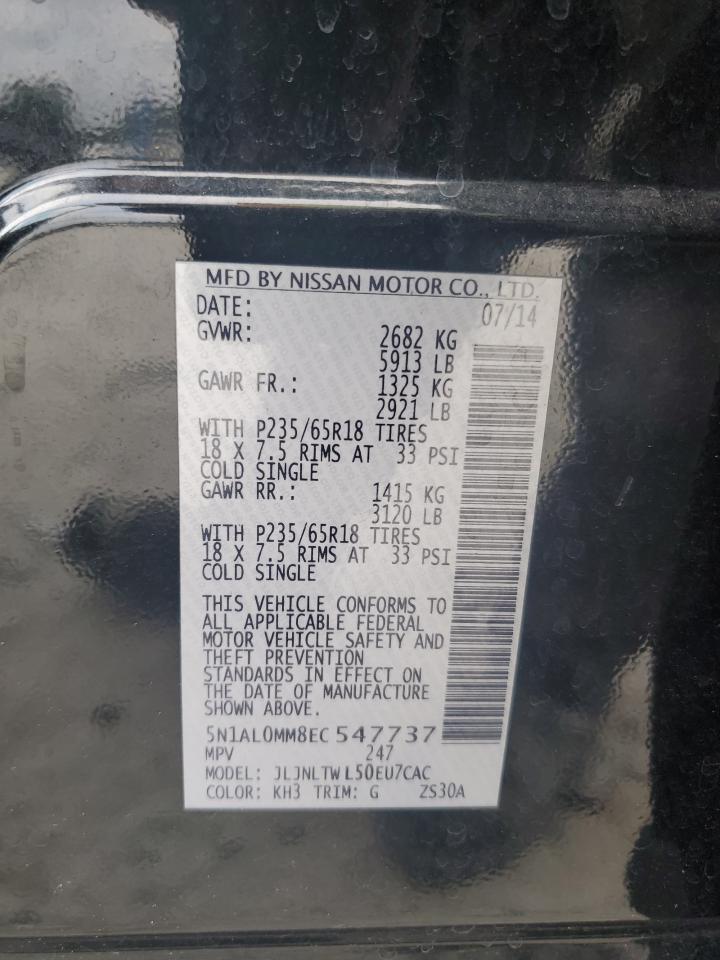 MFD BY NISSAN MOTOR CO., LTD.
DATE: 07/14
GVWR: 2682 KG
5913 LB
GAWR FR.: 1325 KG
2921 LB
WITH P235/65R18 TIRES
18 X 7.5 RIMS AT 33 PSI
COLD SINGLE
GAWR RR.: 1415 KG
3120 LB
WITH P235/65R18 TIRES
18 X 7.5 RIMS AT 33 PSI
COLD SINGLE
THIS VEHICLE CONFORMS TO
ALL APPLICABLE FEDERAL
MOTOR VEHICLE SAFETY AND
THEFT PREVENTION
STANDARDS IN EFFECT ON
THE DATE OF MANUFACTURE
SHOWN ABOVE.
5N1AL0MM8EC 547737
MPV 247
MODEL: JLJNLTW L50EU7CAC
COLOR: KH3 TRIM: G ZS30A